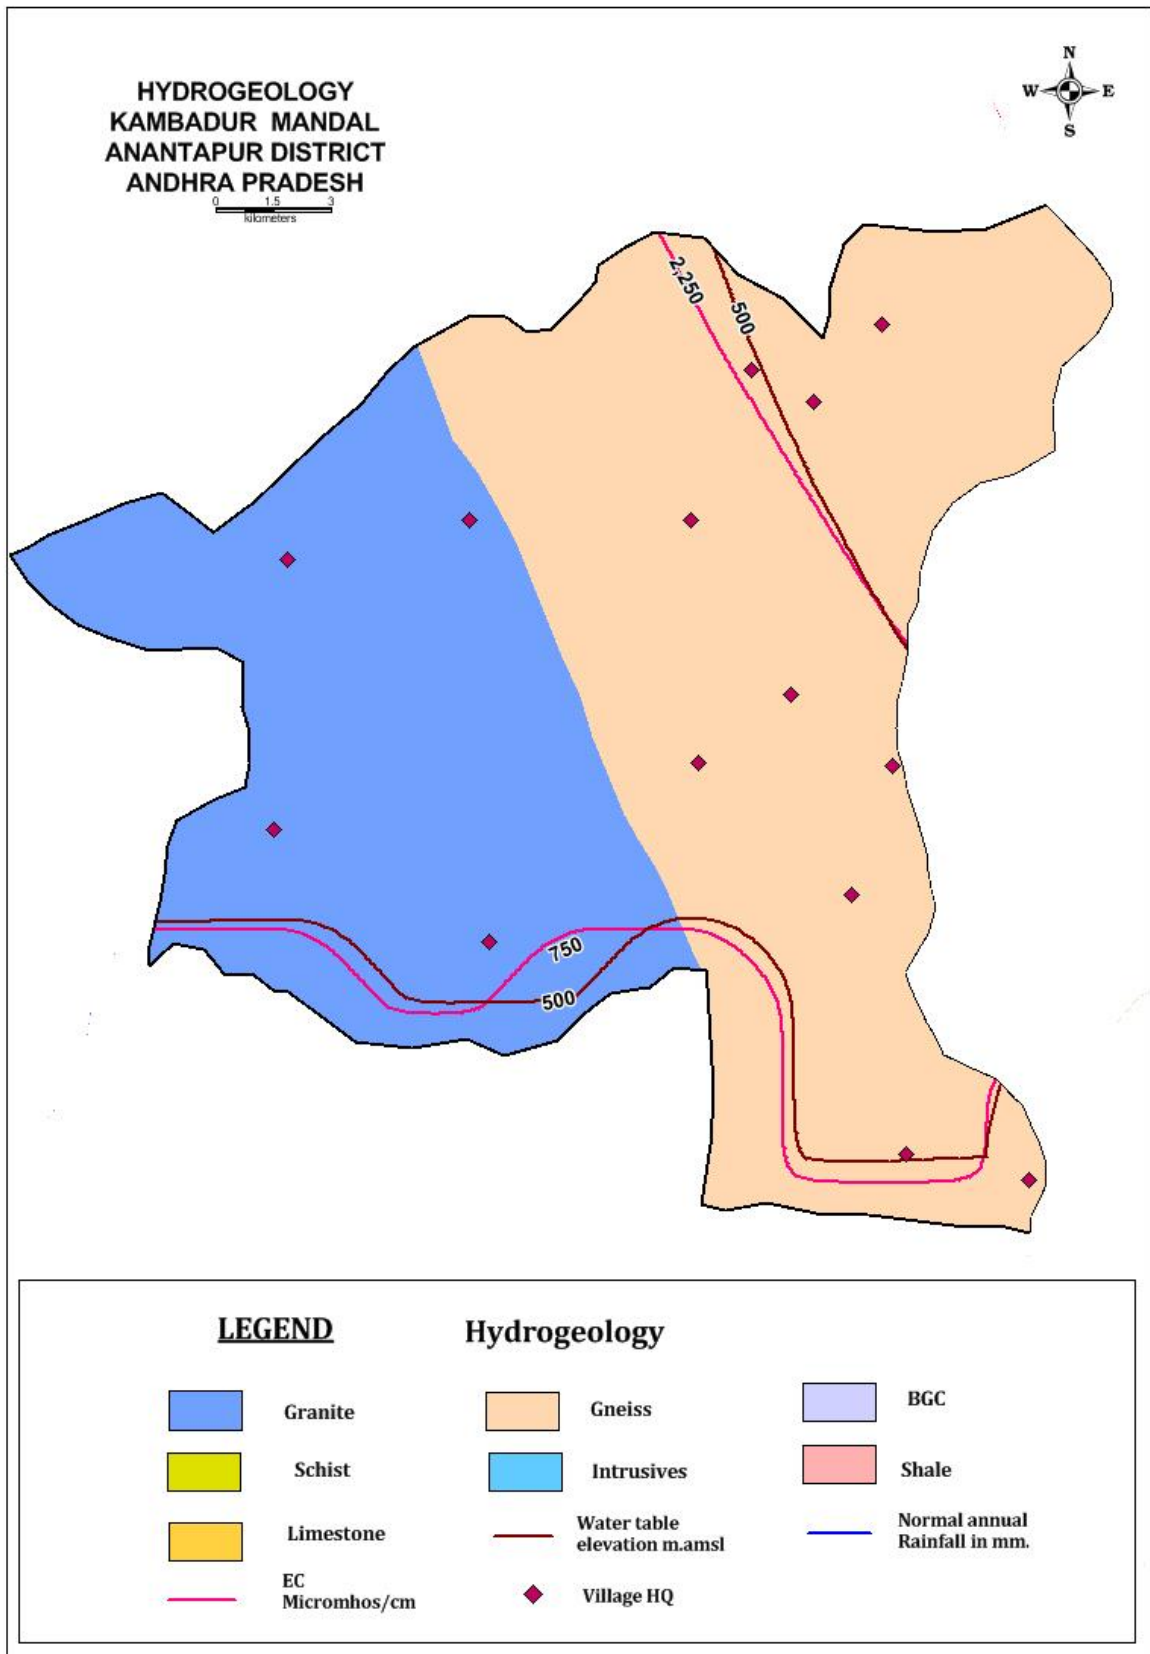 HYDROGEOLOGY
KAMBADUR MANDAL
ANANTAPUR DISTRICT
ANDHRA PRADESH
0 1.5 3
kilometers
N
W E
S
2,250
500
750
500
LEGEND Hydrogeology
Granite
Gneiss
BGC
Schist
Intrusives
Shale
Limestone
Water table
elevation m.amsl
Normal annual
Rainfall in mm.
EC
Micromhos/cm
Village HQ